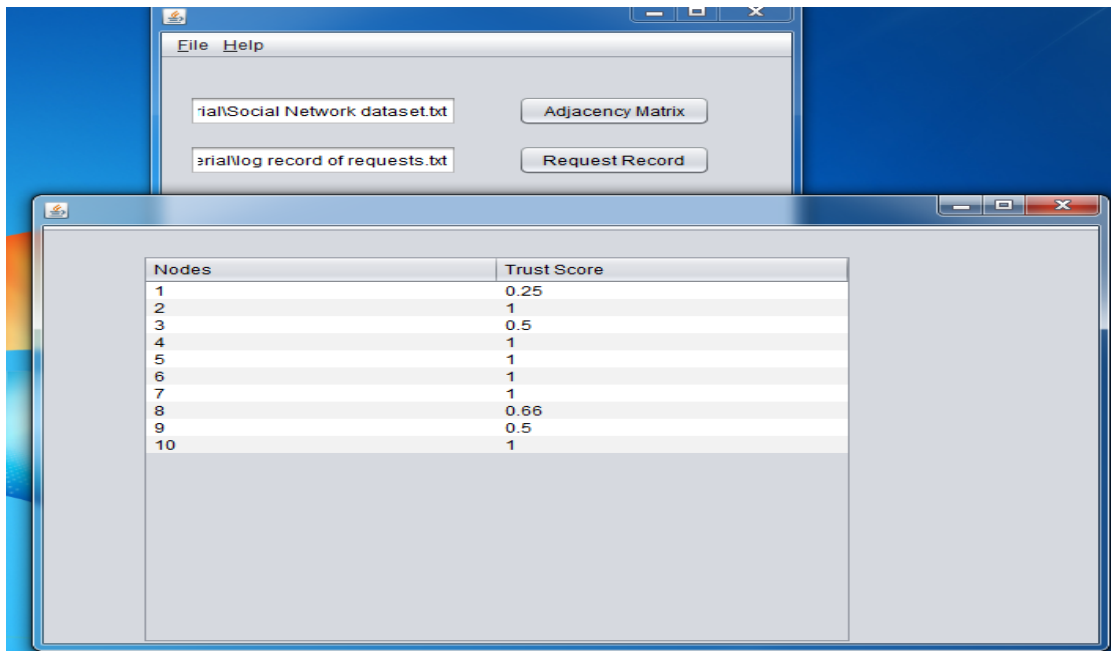 File Help
rial\Social Network dataset.txt Adjacency Matrix
erial\log record of requests.txt Request Record
Nodes Trust Score
1 0.25
2 1
3 0.5
4 1
5 1
6 1
7 1
8 0.66
9 0.5
10 1